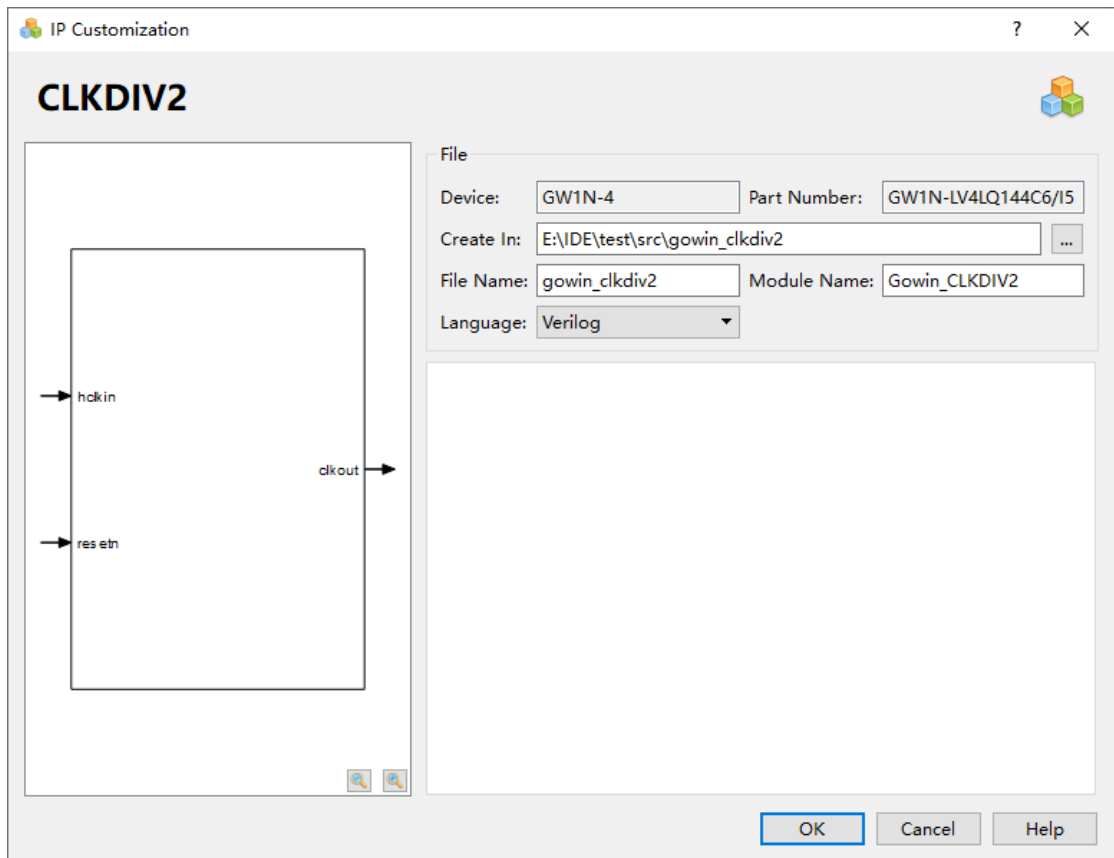 IP Customization ?
CLKDIV2
File
Device: GW1N-4 Part Number: GW1N-LV4LQ144C6/I5
Create In: E:\IDE\test\src\gowin_clkdiv2 ...
File Name: gowin_clkdiv2 Module Name: Gowin_CLKDIV2
Language: Verilog
hclkin
clkout
resetn
OK Cancel Help